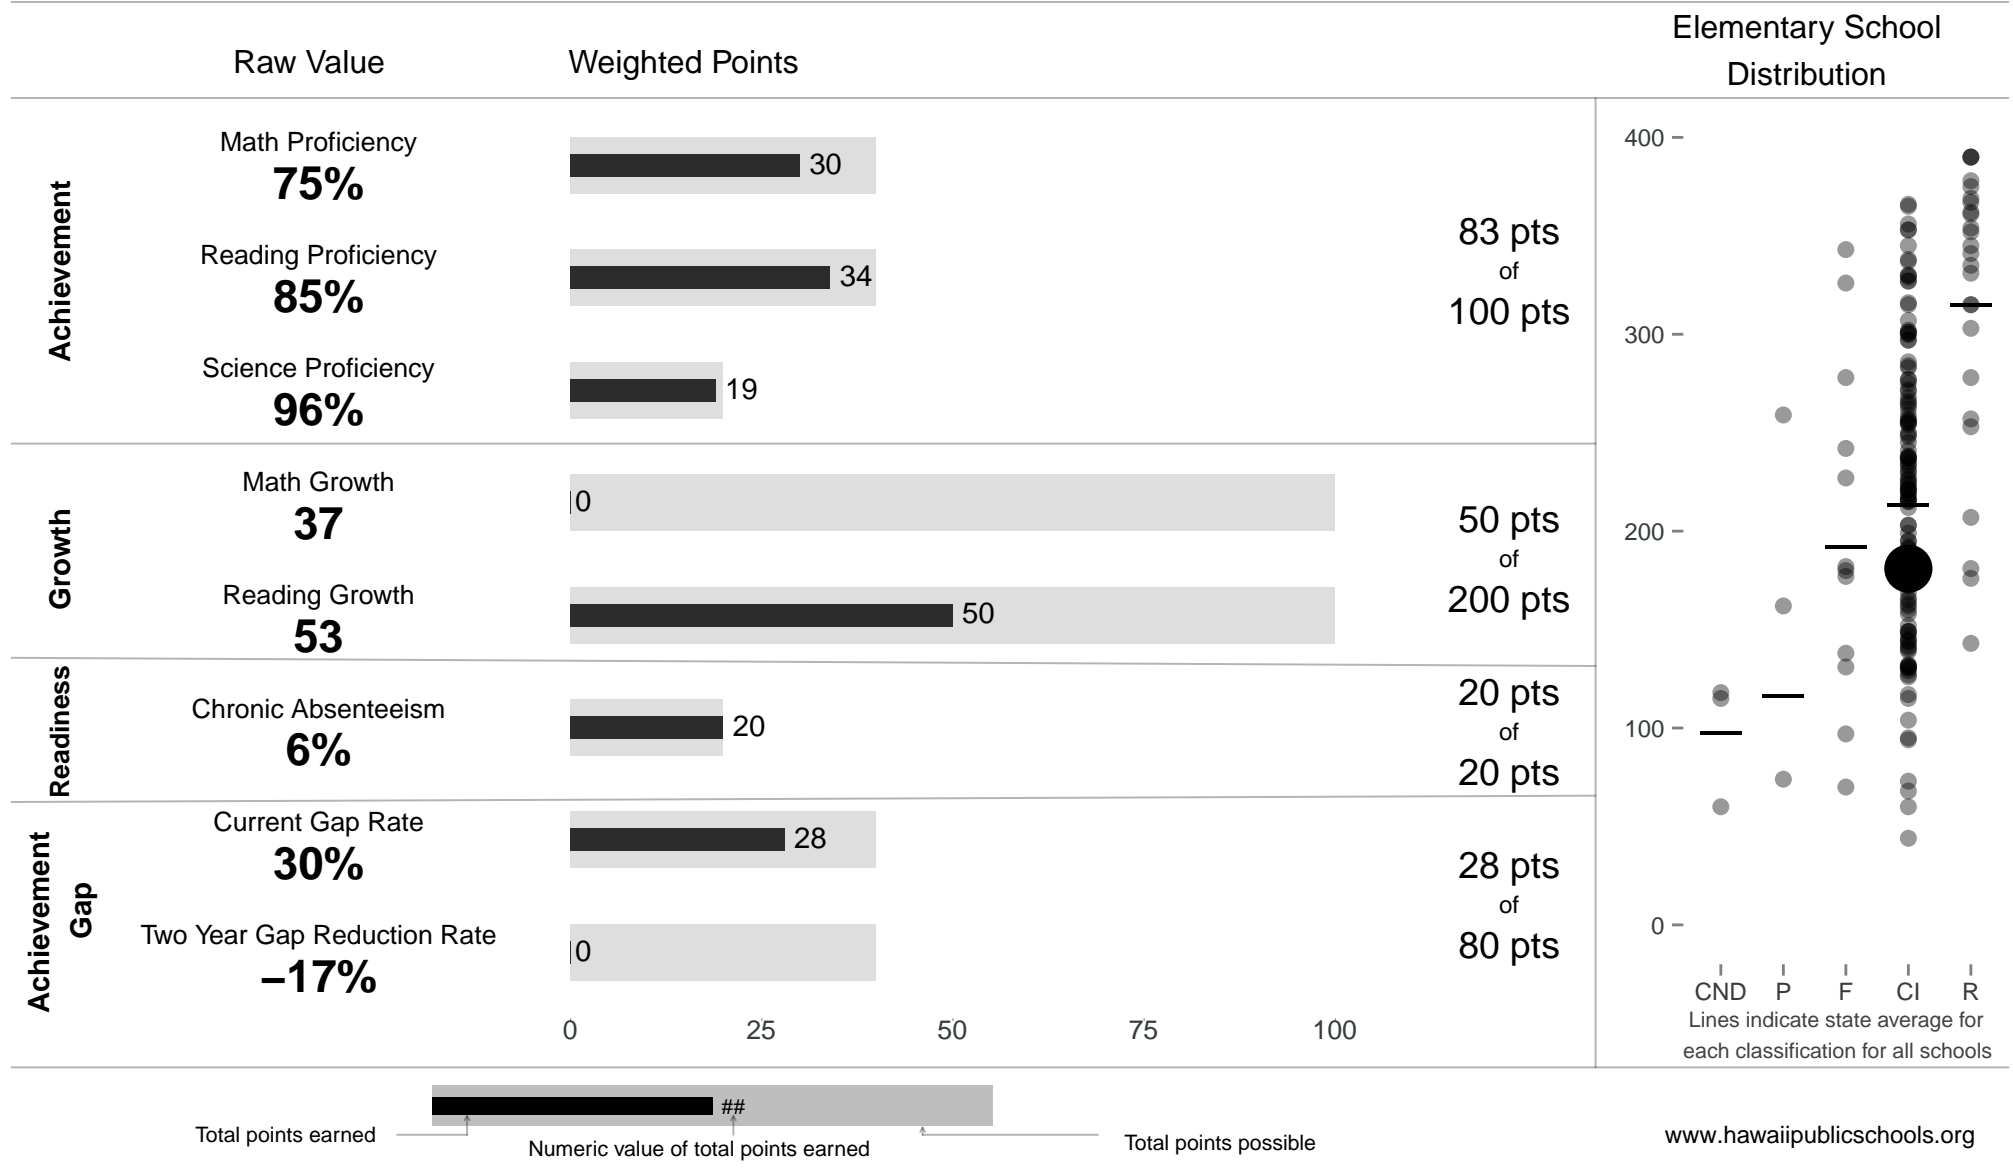 Raw Value
Weighted Points
Elementary School
Distribution
Achievement
Math Proficiency
75%
30
Reading Proficiency
85%
34
Science Proficiency
96%
19
83 pts
of
100 pts
Growth
Math Growth
37
0
Reading Growth
53
50
50 pts
of
200 pts
Readiness
Chronic Absenteeism
6%
20
20 pts
of
20 pts
Achievement
Gap
Current Gap Rate
30%
28
Two Year Gap Reduction Rate
–17%
0
28 pts
of
80 pts
0 25 50 75 100
400
300
200
100
0
CND P F CI R
Lines indicate state average for
each classification for all schools
##
Total points earned
Numeric value of total points earned
Total points possible
www.hawaiipublicschools.org